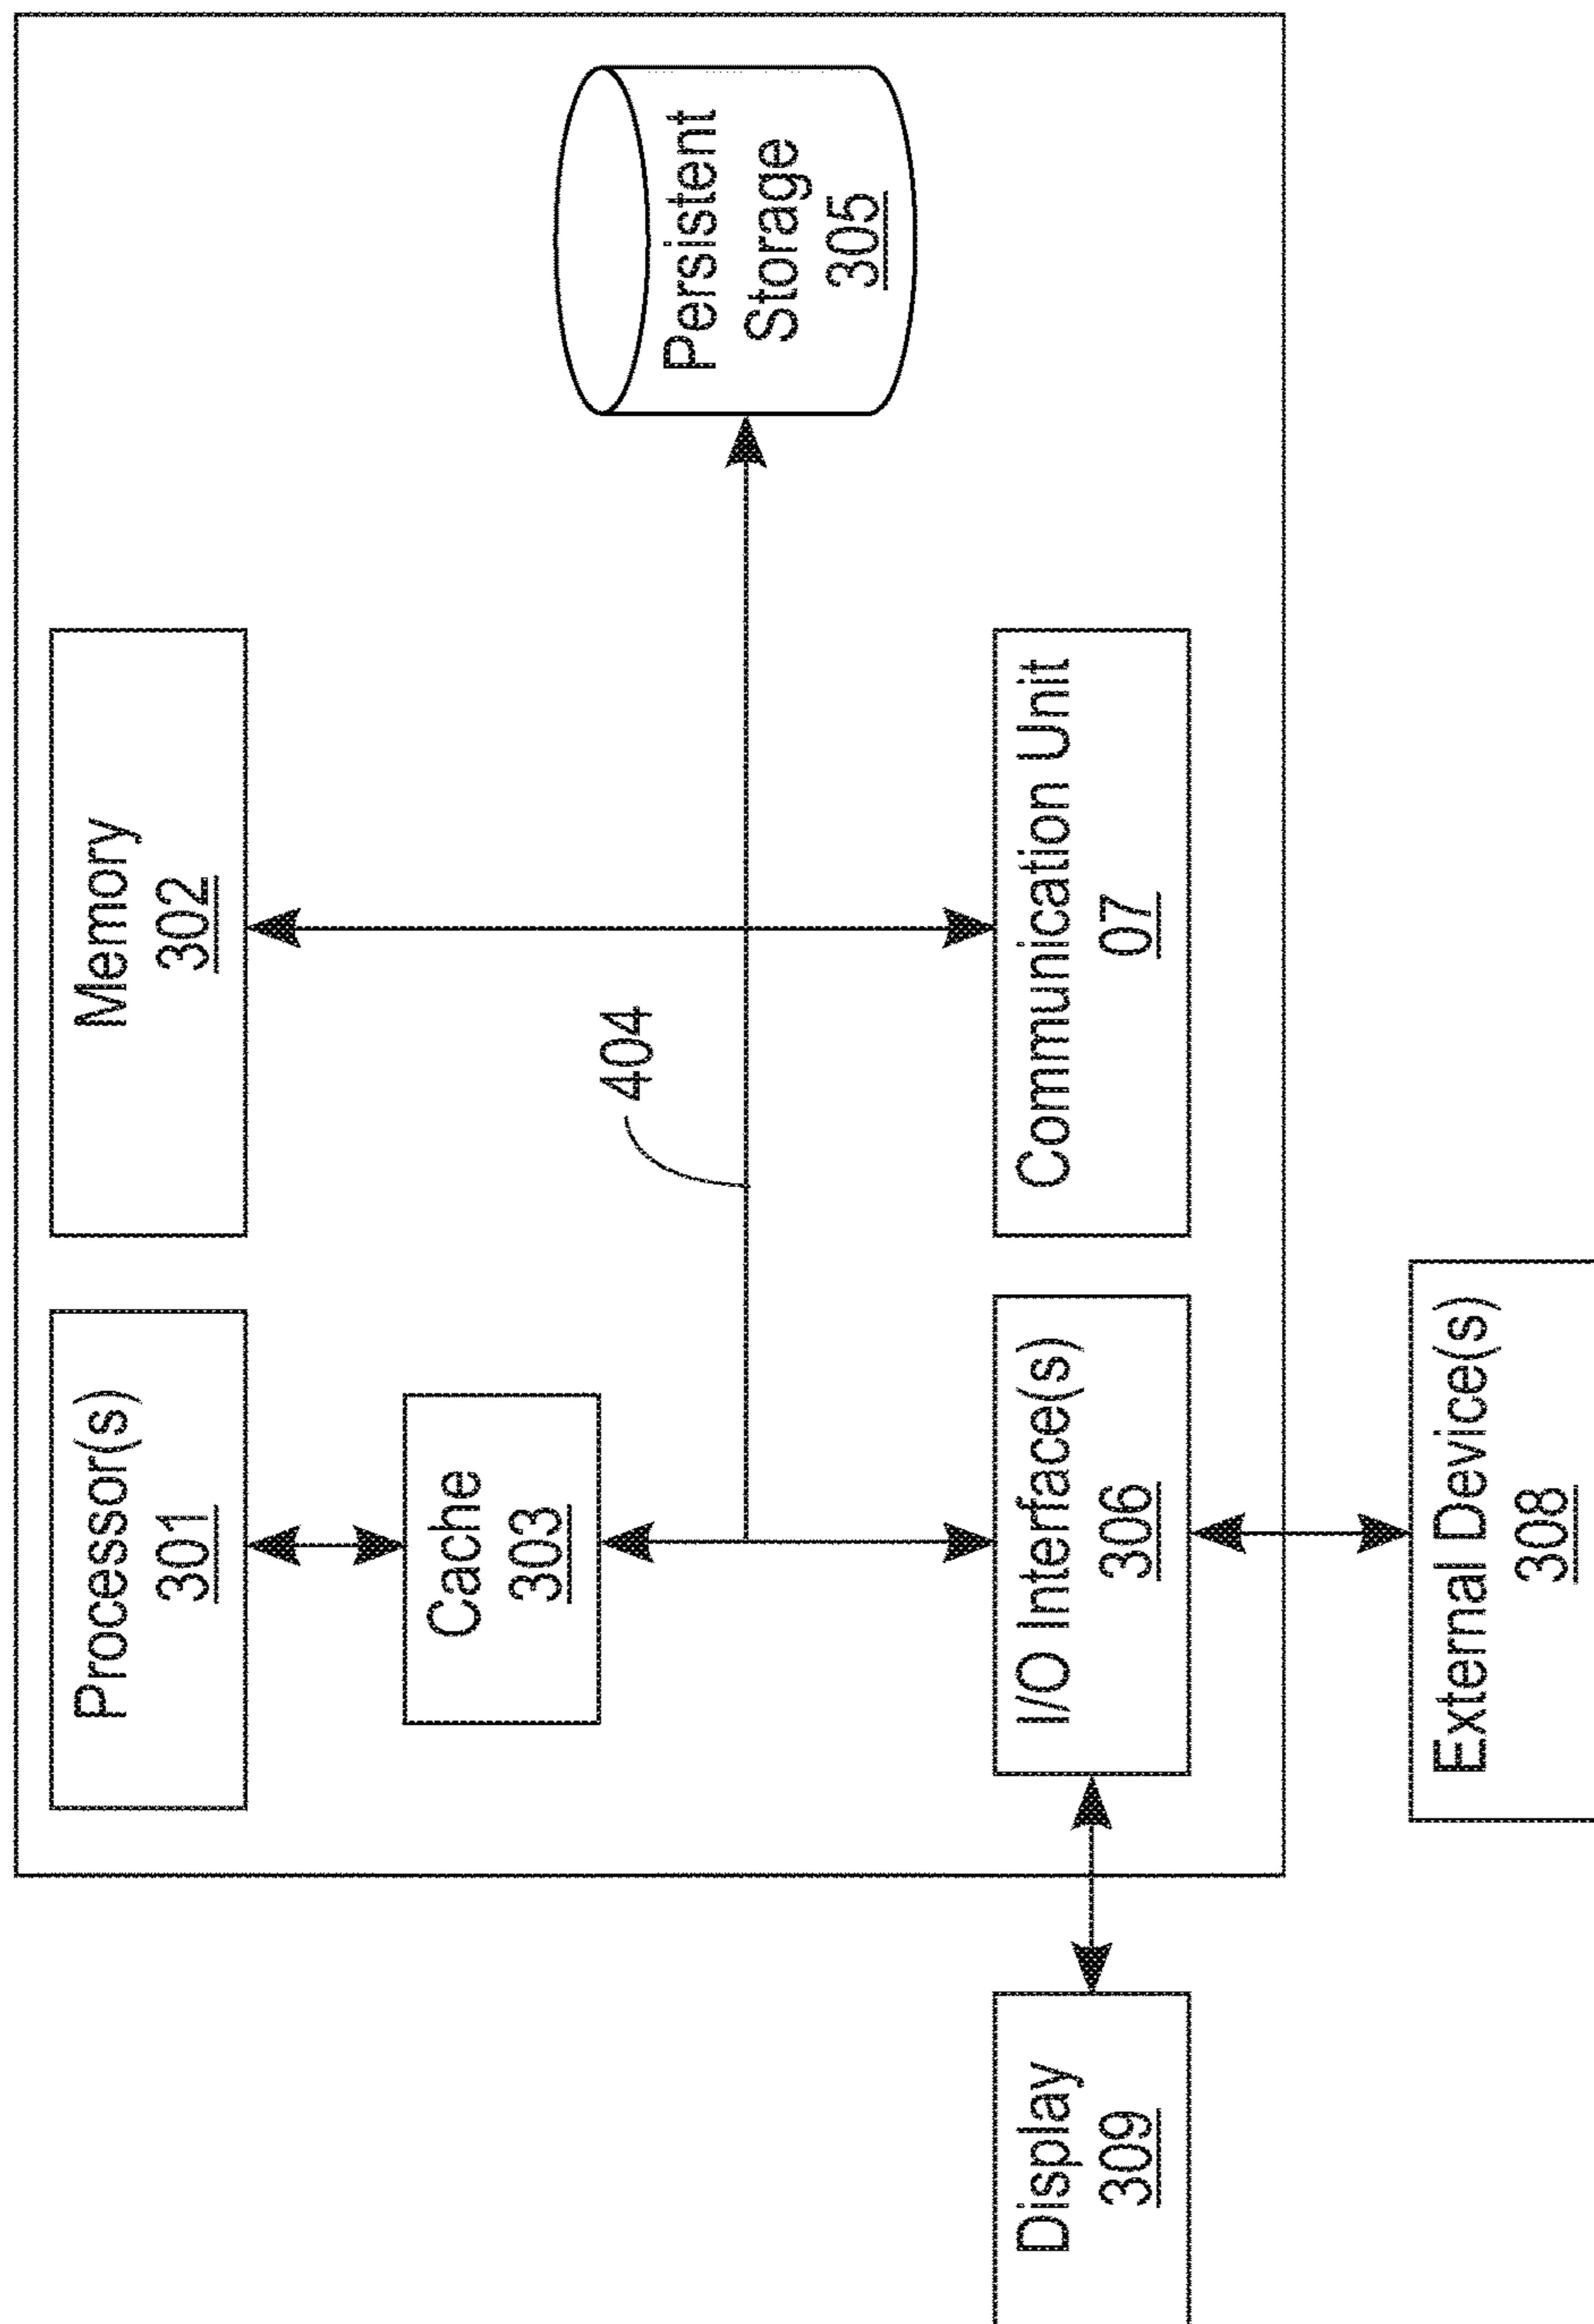 Processor(s)
301
Memory
302
Cache
303
404
Persistent
Storage
305
Display
309
I/O Interface(s)
306
Communication Unit
07
External Device(s)
308